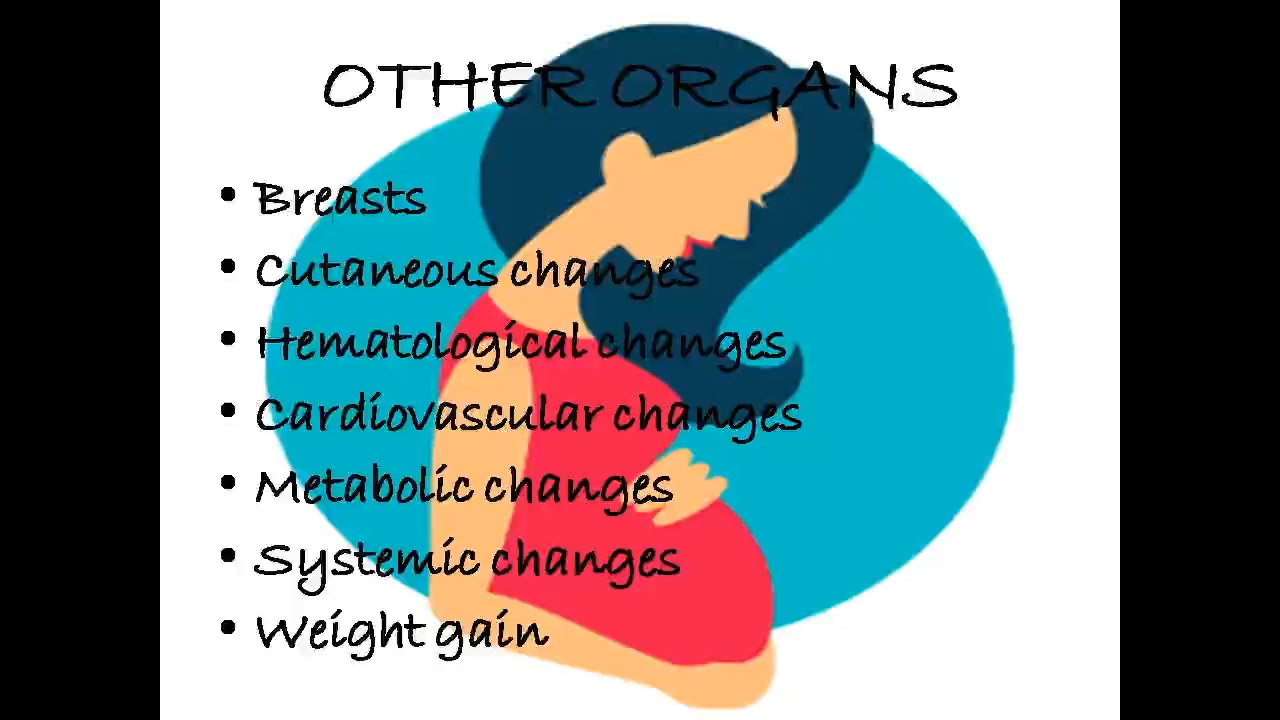 OTHER ORGANS
• Breasts
• Cutaneous changes
• Hematological changes
• Cardiovascular changes
• Metabolic changes
• Systemic changes
• Weight gain